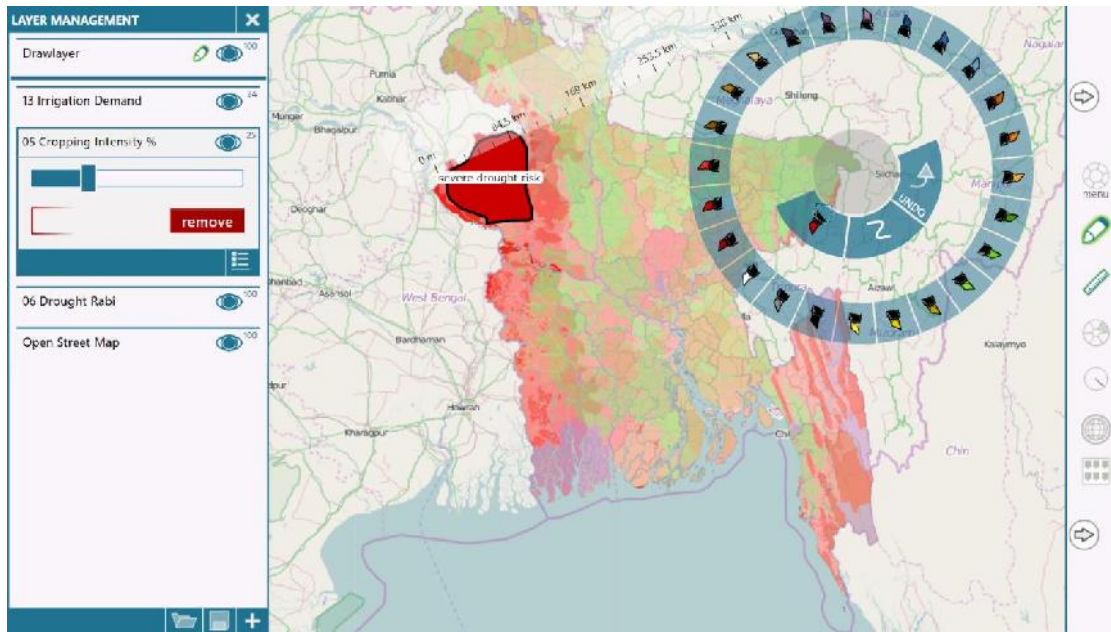 LAYER MANAGEMENT
Drawlayer
100
13 Irrigation Demand
05 Cropping Intensity %
25
remove
06 Drought Rabi
100
Open Street Map
100
Purnia
Katihar
Munger
Bhagalpur
Deoghar
Asansol
West Bengal
Bardhaman
Howrah
Kharagpur
0 m
84.5 km
169 km
253.5 km
338 km
severe drought risk
Shillong
Silchar
Aizawl
UNDO
Kalaymyo
Chin
menu